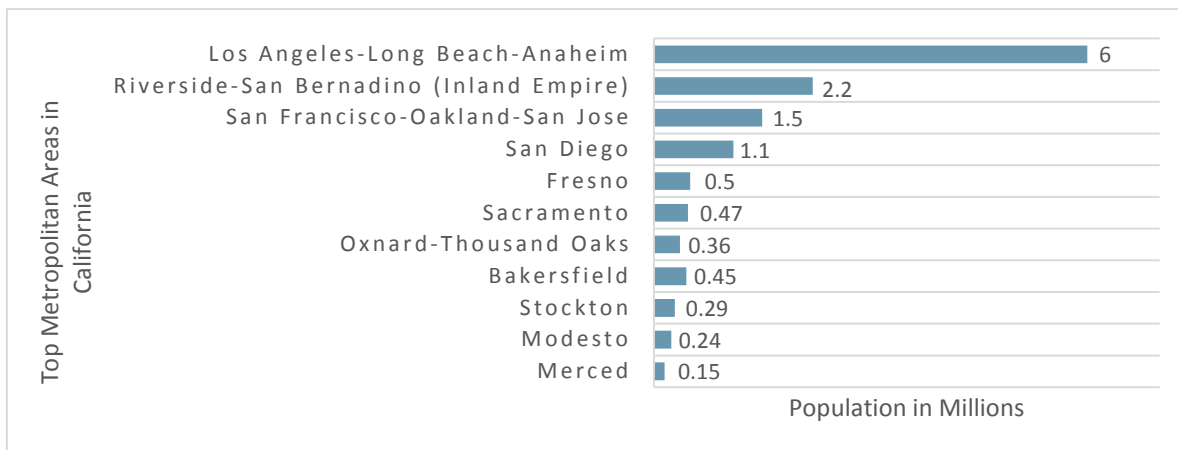 Los Angeles-Long Beach-Anaheim 6
Riverside-San Bernadino (Inland Empire) 2.2
San Francisco-Oakland-San Jose 1.5
San Diego 1.1
Fresno 0.5
Sacramento 0.47
Oxnard-Thousand Oaks 0.36
Bakersfield 0.45
Stockton 0.29
Modesto 0.24
Merced 0.15
Top Metropolitan Areas in
California
Population in Millions